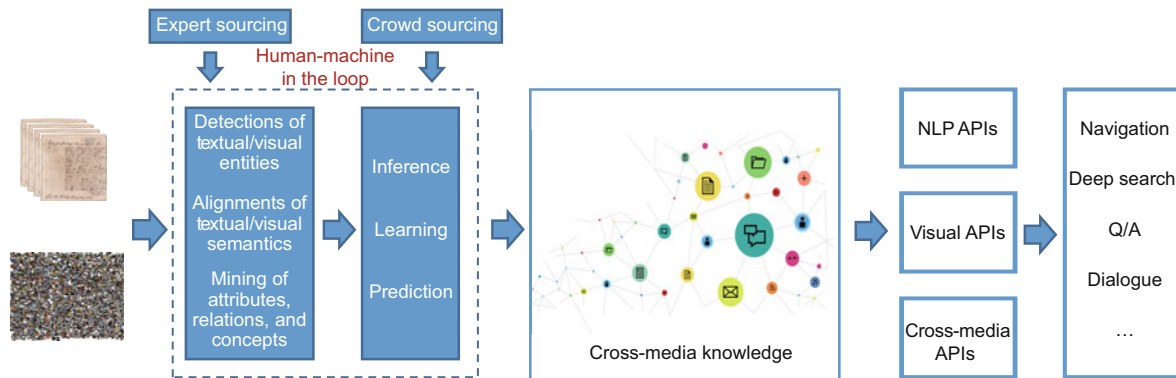 Expert sourcing
Crowd sourcing
Human-machine
in the loop
Detections of
textual/visual
entities
Alignments of
textual/visual
semantics
Mining of
attributes,
relations, and
concepts
Inference
Learning
Prediction
Cross-media knowledge
NLP APIs
Visual APIs
Cross-media
APIs
Navigation
Deep search
Q/A
Dialogue
…